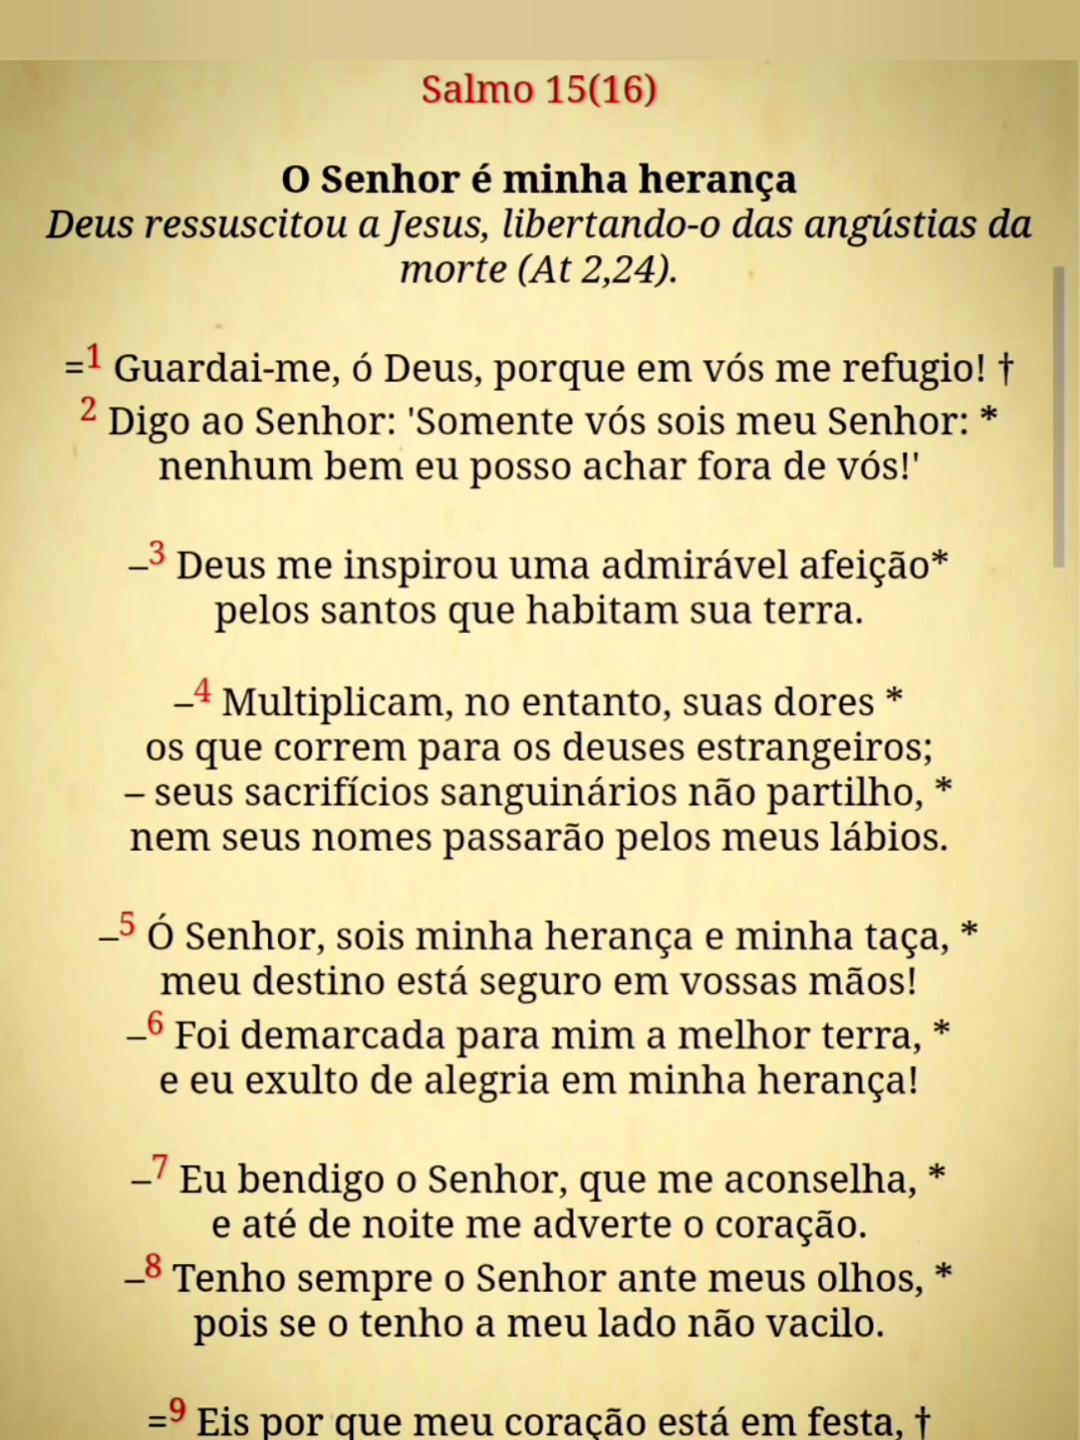 Salmo 15(16)
O Senhor é minha herança
Deus ressuscitou a Jesus, libertando-o das angústias da
morte (At 2,24).
=1 Guardai-me, ó Deus, porque em vós me refugio! †
2 Digo ao Senhor: 'Somente vós sois meu Senhor: *
nenhum bem eu posso achar fora de vós!'
–3 Deus me inspirou uma admirável afeição*
pelos santos que habitam sua terra.
–4 Multiplicam, no entanto, suas dores *
os que correm para os deuses estrangeiros;
– seus sacrifícios sanguinários não partilho, *
nem seus nomes passarão pelos meus lábios.
–5 Ó Senhor, sois minha herança e minha taça, *
meu destino está seguro em vossas mãos!
–6 Foi demarcada para mim a melhor terra, *
e eu exulto de alegria em minha herança!
–7 Eu bendigo o Senhor, que me aconselha, *
e até de noite me adverte o coração.
–8 Tenho sempre o Senhor ante meus olhos, *
pois se o tenho a meu lado não vacilo.
=9 Eis por que meu coração está em festa, †